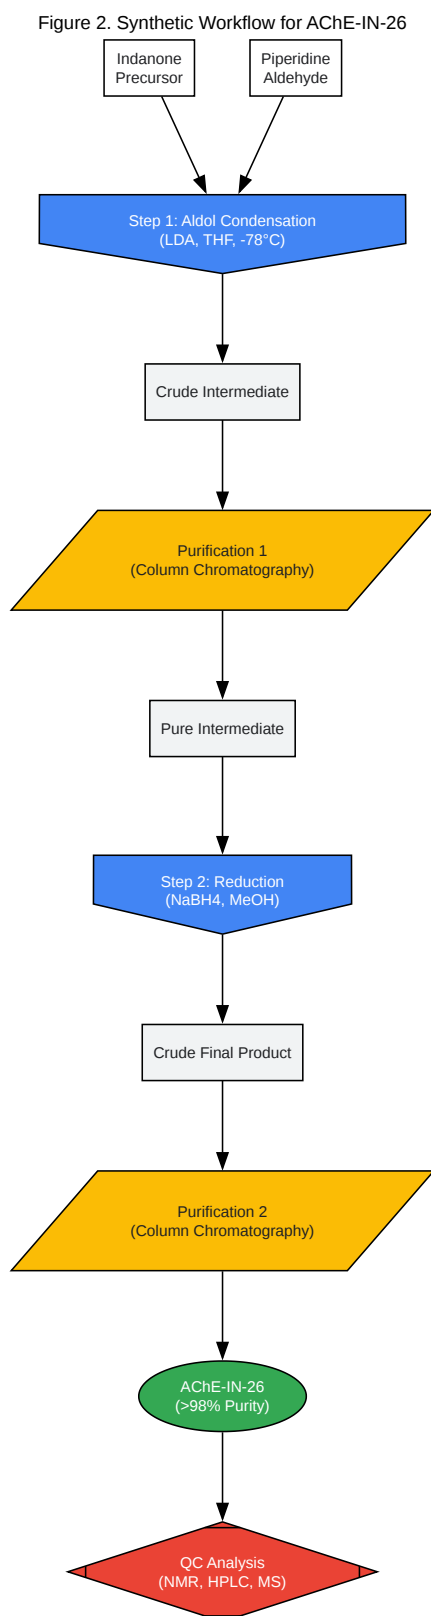 Figure 2. Synthetic Workflow for AChE-IN-26
Indanone
Precursor
Piperidine
Aldehyde
Step 1: Aldol Condensation
(LDA, THF, -78°C)
Crude Intermediate
Purification 1
(Column Chromatography)
Pure Intermediate
Step 2: Reduction
(NaBH4, MeOH)
Crude Final Product
Purification 2
(Column Chromatography)
AChE-IN-26
(>98% Purity)
QC Analysis
(NMR, HPLC, MS)